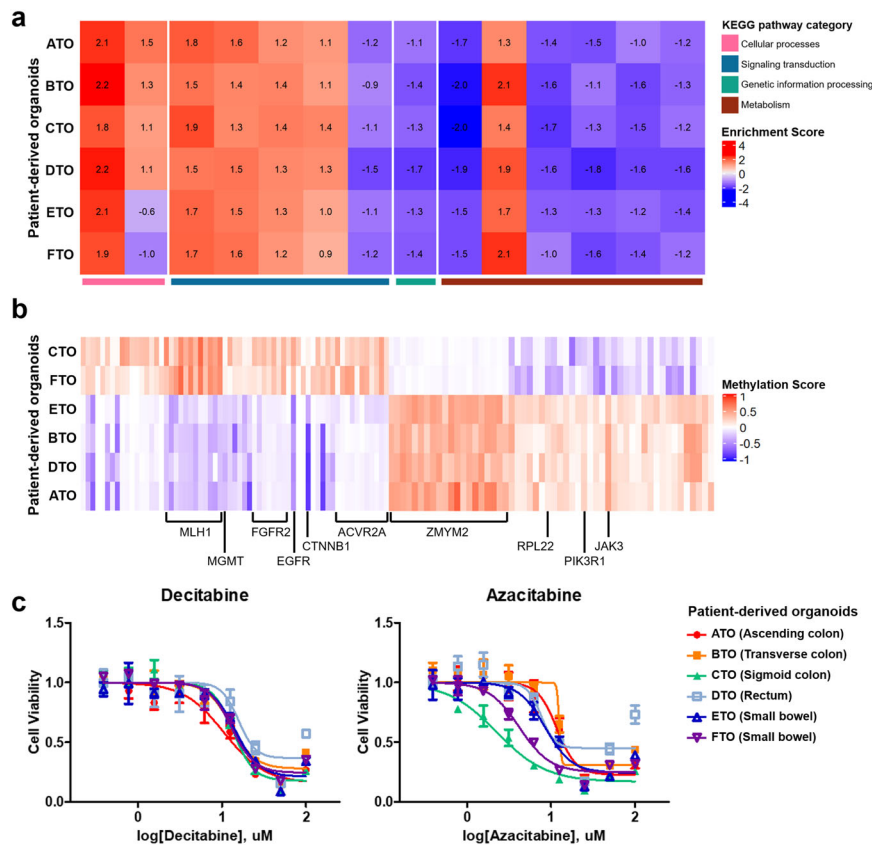 a
KEGG pathway category
Cellular processes
Signaling transduction
Genetic information processing
Metabolism
Enrichment Score
4
2
0
-2
-4
Patient-derived organoids
ATO 2.1 1.5 1.8 1.6 1.2 1.1 -1.2 -1.1 -1.7 1.3 -1.4 -1.5 -1.0 -1.2
BTO 2.2 1.3 1.5 1.4 1.4 1.1 -0.9 -1.4 -2.0 2.1 -1.6 -1.1 -1.6 -1.3
CTO 1.8 1.1 1.9 1.3 1.4 1.4 -1.1 -1.3 -2.0 1.4 -1.7 -1.3 -1.5 -1.2
DTO 2.2 1.1 1.5 1.5 1.3 1.3 -1.5 -1.7 -1.9 1.9 -1.6 -1.8 -1.6 -1.6
ETO 2.1 -0.6 1.7 1.5 1.3 1.0 -1.1 -1.3 -1.5 1.7 -1.3 -1.3 -1.2 -1.4
FTO 1.9 -1.0 1.7 1.6 1.2 0.9 -1.2 -1.4 -1.5 2.1 -1.0 -1.6 -1.4 -1.2
b
Patient-derived organoids
CTO
FTO
ETO
BTO
DTO
ATO
Methylation Score
1
0.5
0
-0.5
-1
MLH1 FGFR2 ACVR2A ZMYM2 RPL22 JAK3
CTNNB1
MGMT EGFR PIK3R1
c
Decitabine
Cell Viability
1.5
1.0
0.5
0.0
0 1 2
log[Decitabine], uM
Azacitabine
Cell Viability
1.5
1.0
0.5
0.0
0 1 2
log[Azacitabine], uM
Patient-derived organoids
ATO (Ascending colon)
BTO (Transverse colon)
CTO (Sigmoid colon)
DTO (Rectum)
ETO (Small bowel)
FTO (Small bowel)